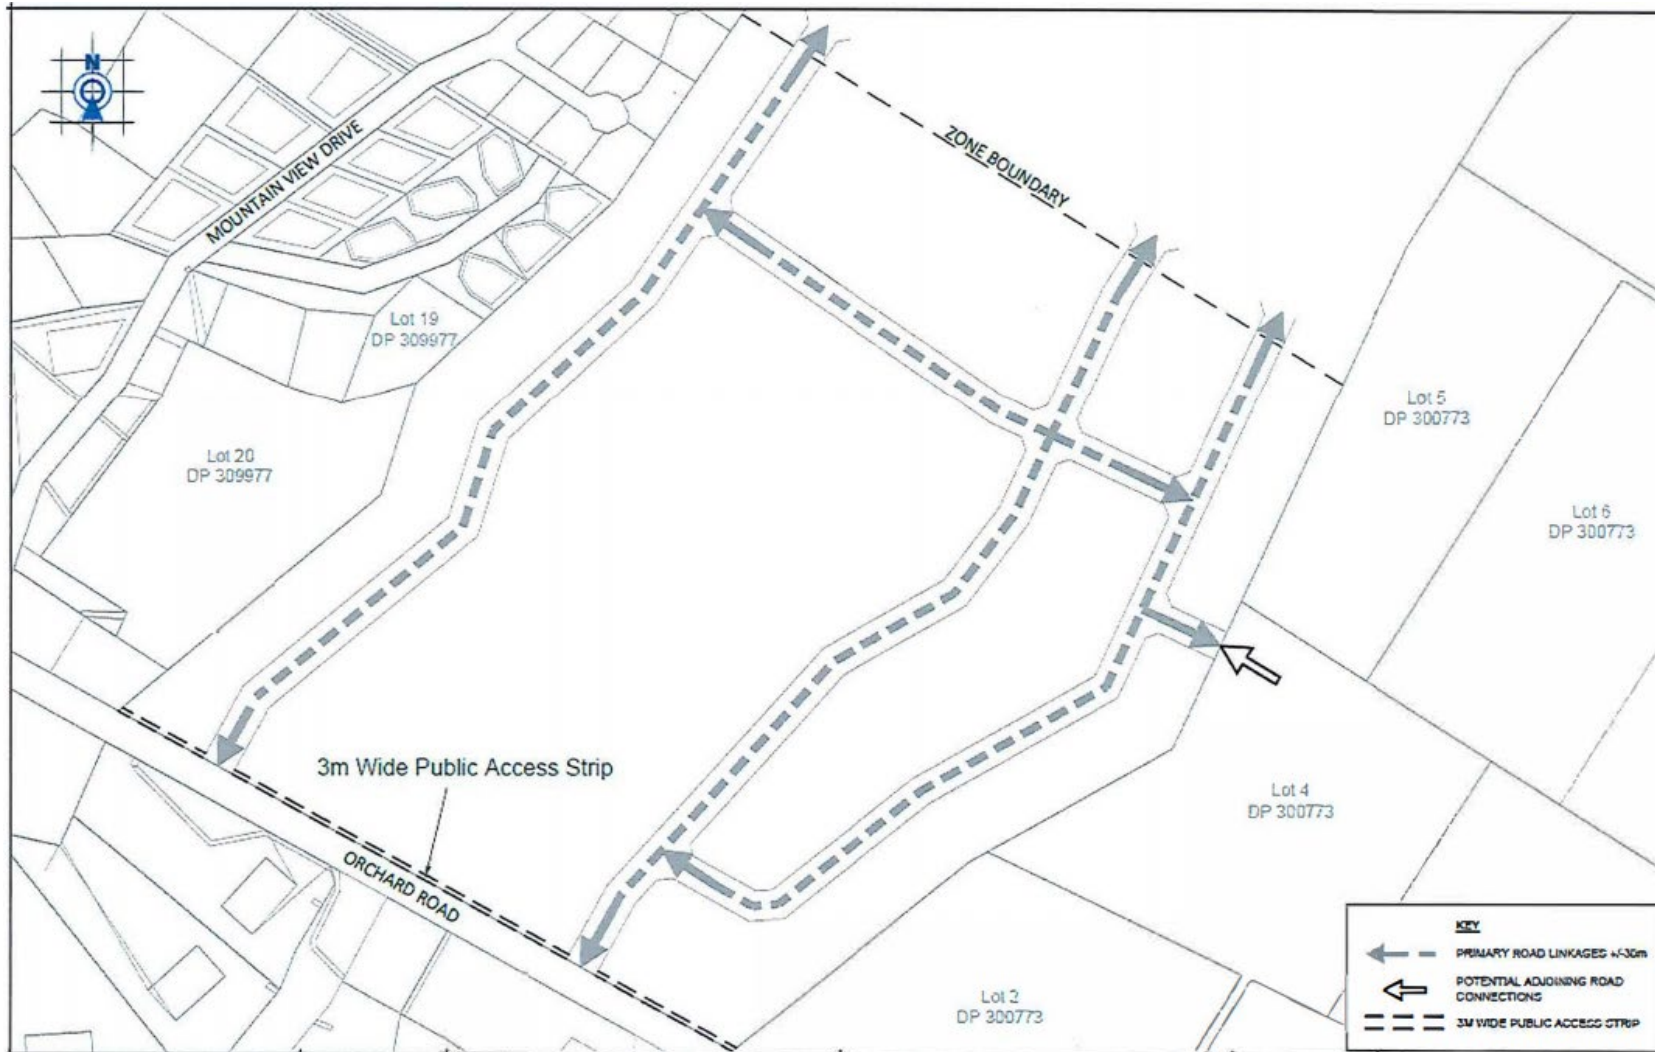 N
MOUNTAIN VIEW DRIVE
ZONE BOUNDARY
Lot 19
DP 309977
Lot 20
DP 309977
Lot 5
DP 300773
Lot 6
DP 300773
3m Wide Public Access Strip
ORCHARD ROAD
Lot 4
DP 300773
Lot 2
DP 300773
KEY
PRIMARY ROAD LINKAGES +/-30m
POTENTIAL ADJOINING ROAD
CONNECTIONS
3M WIDE PUBLIC ACCESS STRIP